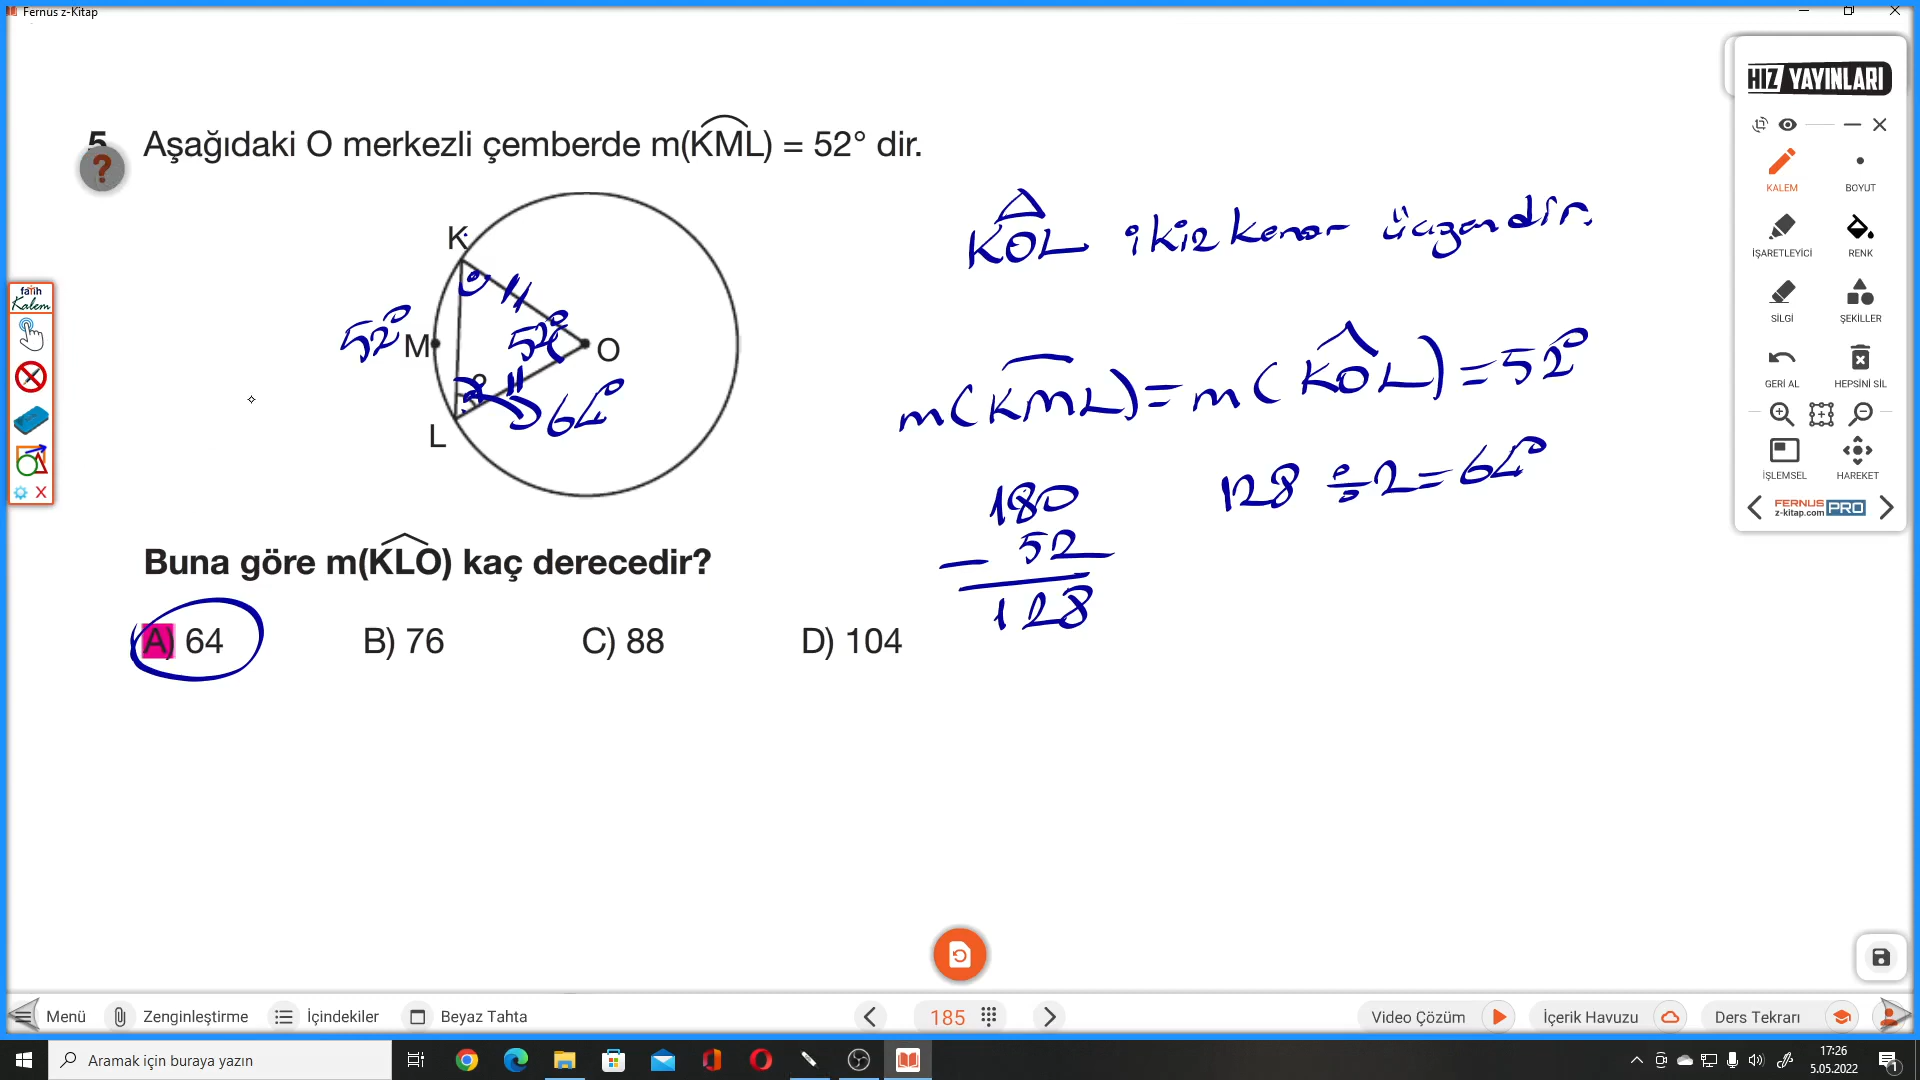 Fernus z-Kitap
HIZ YAYINLARI
5. Aşağıdaki O merkezli çemberde m(KML) = 52° dir.
?
KALEM BOYUT
K
KOL ikizkenar üçgendir.
İŞARETLEYİCİ RENK
fatih
Kalem
52° M 52° O
SİLGİ ŞEKİLLER
m(KML) = m(KOL) = 52°
GERİ AL HEPSİNİ SİL
64°
L
180
128 ÷ 2 = 64°
İŞLEMSEL HAREKET
FERNUS PRO
z-kitap.com
- 52
Buna göre m(KLO) kaç derecedir?
128
A) 64 B) 76 C) 88 D) 104
Menü Zenginleştirme İçindekiler Beyaz Tahta 185 Video Çözüm İçerik Havuzu Ders Tekrarı
Aramak için buraya yazın
17:26
5.05.2022
1